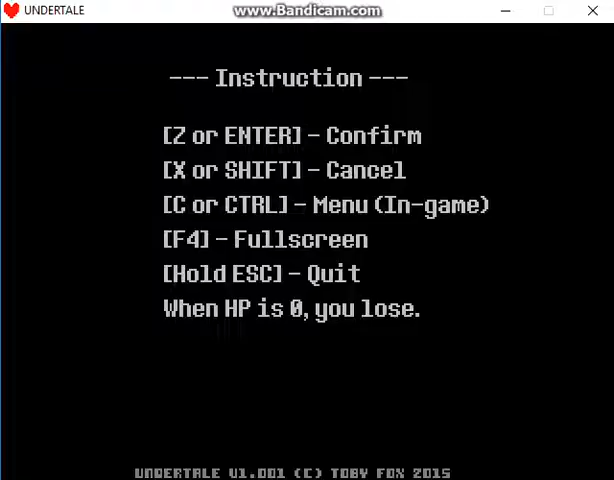 UNDERTALE
www.Bandicam.com
--- Instruction ---
[Z or ENTER] - Confirm
[X or SHIFT] - Cancel
[C or CTRL] - Menu (In-game)
[F4] - Fullscreen
[Hold ESC] - Quit
When HP is 0, you lose.
UNDERTALE V1.001 (C) TOBY FOX 2015